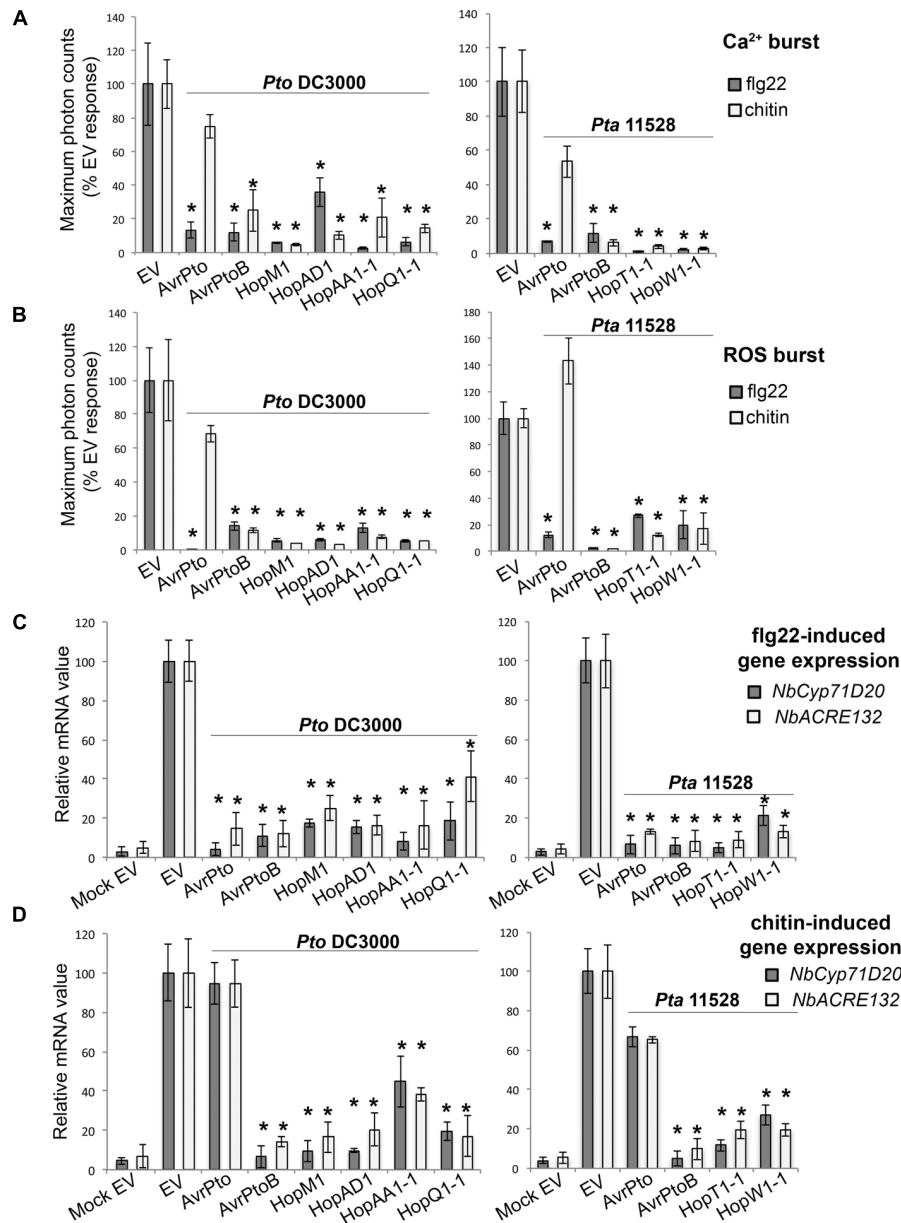 A
Maximum photon counts
(% EV response)
140
120
100
80
60
40
20
0
Pto DC3000
* * * * * * * * * * *
EV
AvrPto
AvrPtoB
HopM1
HopAD1
HopAA1-1
HopQ1-1
140
120
100
80
60
40
20
0
Pta 11528
* * * * * * *
EV
AvrPto
AvrPtoB
HopT1-1
HopW1-1
Ca2+ burst
flg22
chitin
B
Maximum photon counts
(% EV response)
140
120
100
80
60
40
20
0
Pto DC3000
* * * * * * * * * * *
EV
AvrPto
AvrPtoB
HopM1
HopAD1
HopAA1-1
HopQ1-1
180
160
140
120
100
80
60
40
20
0
Pta 11528
* * * * * * *
EV
AvrPto
AvrPtoB
HopT1-1
HopW1-1
ROS burst
flg22
chitin
C
Relative mRNA value
120
100
80
60
40
20
0
Pto DC3000
* * * * * * * * * * * *
Mock EV
EV
AvrPto
AvrPtoB
HopM1
HopAD1
HopAA1-1
HopQ1-1
120
100
80
60
40
20
0
Pta 11528
* * * * * * * *
Mock EV
EV
AvrPto
AvrPtoB
HopT1-1
HopW1-1
flg22-induced
gene expression
NbCyp71D20
NbACRE132
D
Relative mRNA value
120
100
80
60
40
20
0
Pto DC3000
* * * * * * * * * *
Mock EV
EV
AvrPto
AvrPtoB
HopM1
HopAD1
HopAA1-1
HopQ1-1
120
100
80
60
40
20
0
Pta 11528
* * * * * *
Mock EV
EV
AvrPto
AvrPtoB
HopT1-1
HopW1-1
chitin-induced
gene expression
NbCyp71D20
NbACRE132